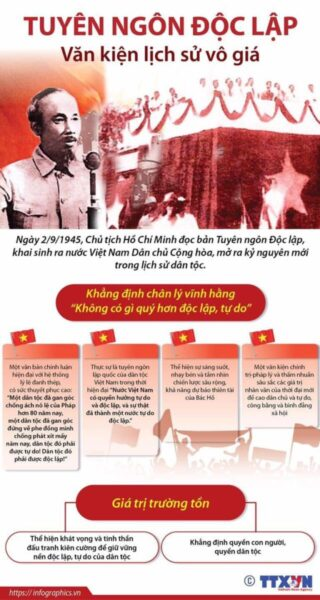 TUYÊN NGÔN ĐỘC LẬP
Văn kiện lịch sử vô giá
Ngày 2/9/1945, Chủ tịch Hồ Chí Minh đọc bản Tuyên ngôn Độc lập,
khai sinh ra nước Việt Nam Dân chủ Cộng hòa, mở ra kỷ nguyên mới
trong lịch sử dân tộc.
Khẳng định chân lý vĩnh hằng
"Không có gì quý hơn độc lập, tự do"
Một văn bản chính luận
hiện đại với hệ thống
lý lẽ đanh thép,
có sức thuyết phục cao:
"Một dân tộc đã gan góc
chống ách nô lệ của Pháp
hơn 80 năm nay,
một dân tộc đã gan góc
đứng về phe đồng minh
chống phát xít mấy
năm nay, dân tộc đó phải
được tự do! Dân tộc đó
phải được độc lập!"
Thực sự là tuyên ngôn
lập quốc của dân tộc
Việt Nam trong thời
hiện đại "Nước Việt Nam
có quyền hưởng tự do
và độc lập, và sự thật
đã thành một nước tự do
độc lập."
Thể hiện sự sáng suốt,
nhạy bén và tầm nhìn
chiến lược sâu rộng,
khả năng dự báo thiên tài
của Bác Hồ
Một văn kiện chính
trị-pháp lý và thấm nhuần
sâu sắc các giá trị
nhân văn của thời đại mới
đề cao dân chủ và tự do,
công bằng và bình đẳng
xã hội
Giá trị trường tồn
Thể hiện khát vọng và tinh thần
đấu tranh kiên cường để giữ vững
nền độc lập, tự do của dân tộc
Khẳng định quyền con người,
quyền dân tộc
© TTXVN
Vietnam News Agency
https://infographics.vn